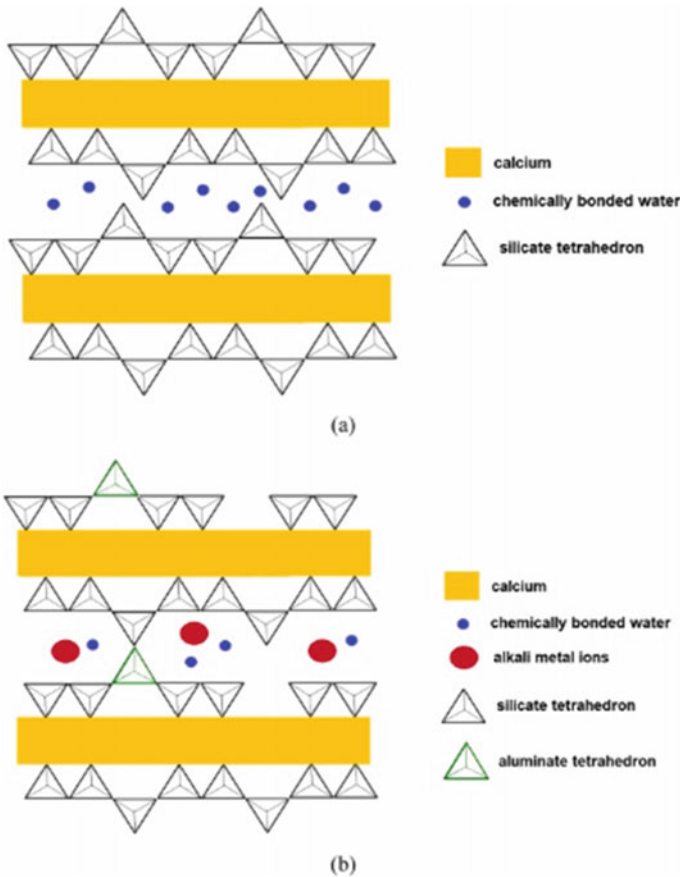 calcium
chemically bonded water
silicate tetrahedron
(a)
calcium
chemically bonded water
alkali metal ions
silicate tetrahedron
aluminate tetrahedron
(b)